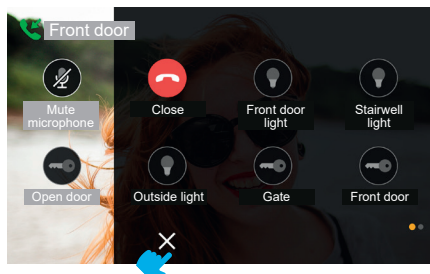 Front door
Mute
microphone
Close
Front door
light
Stairwell
light
Open door
Outside light
Gate
Front door